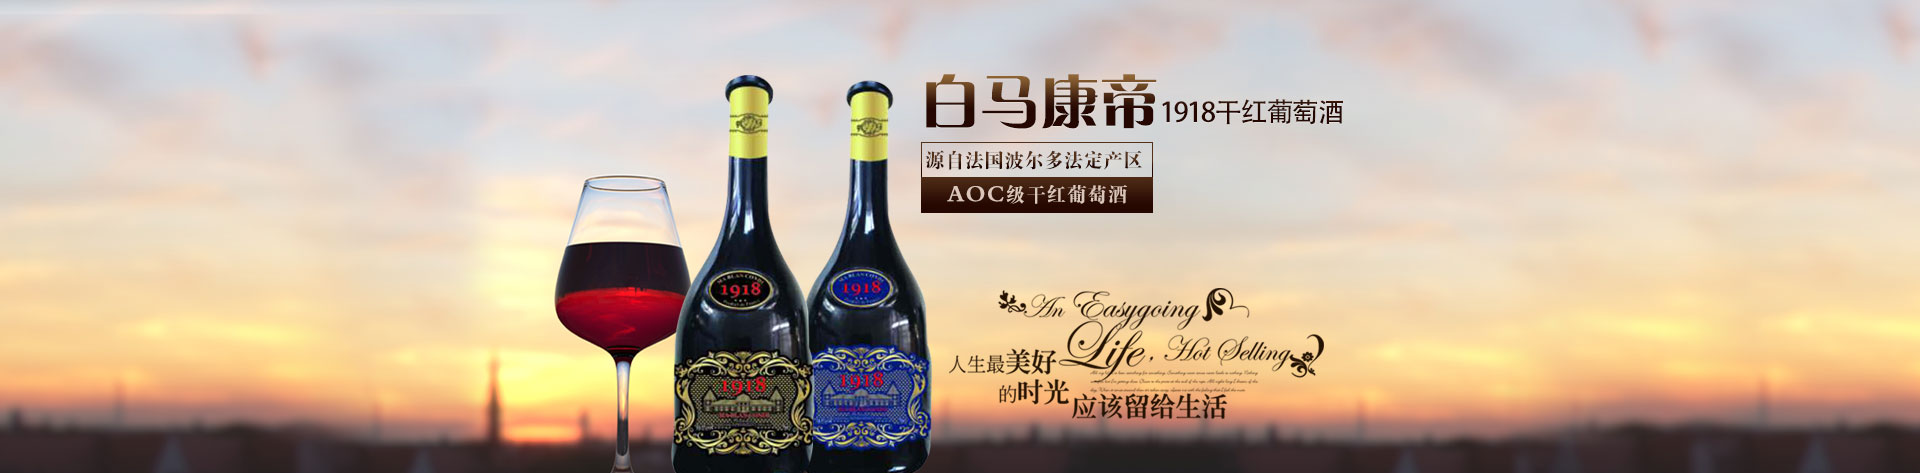 白马康帝 1918干红葡萄酒
源自法国波尔多法定产区
AOC级干红葡萄酒
1918
1918
1918
1918
An Easygoing
Life, Hot Selling
人生最美好
的时光
应该留给生活